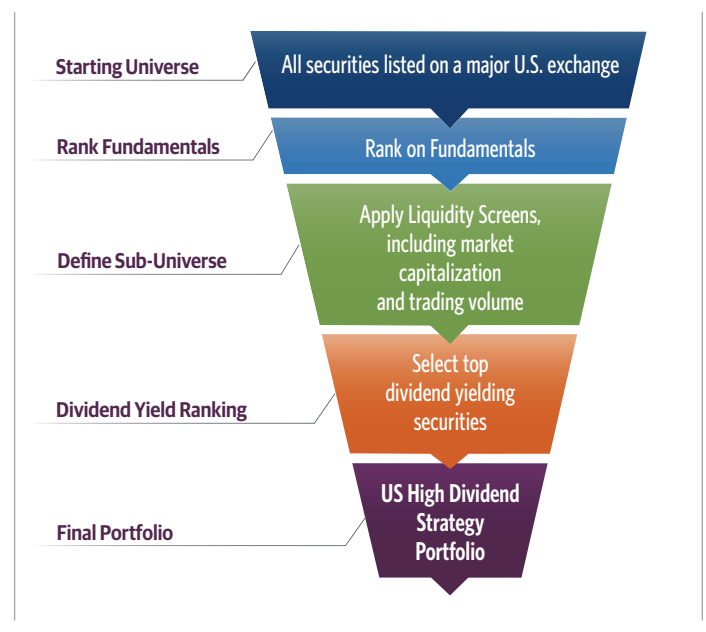 Starting Universe
All securities listed on a major U.S. exchange
Rank Fundamentals
Rank on Fundamentals
Define Sub-Universe
Apply Liquidity Screens,
including market
capitalization
and trading volume
Dividend Yield Ranking
Select top
dividend yielding
securities
Final Portfolio
US High Dividend
Strategy
Portfolio